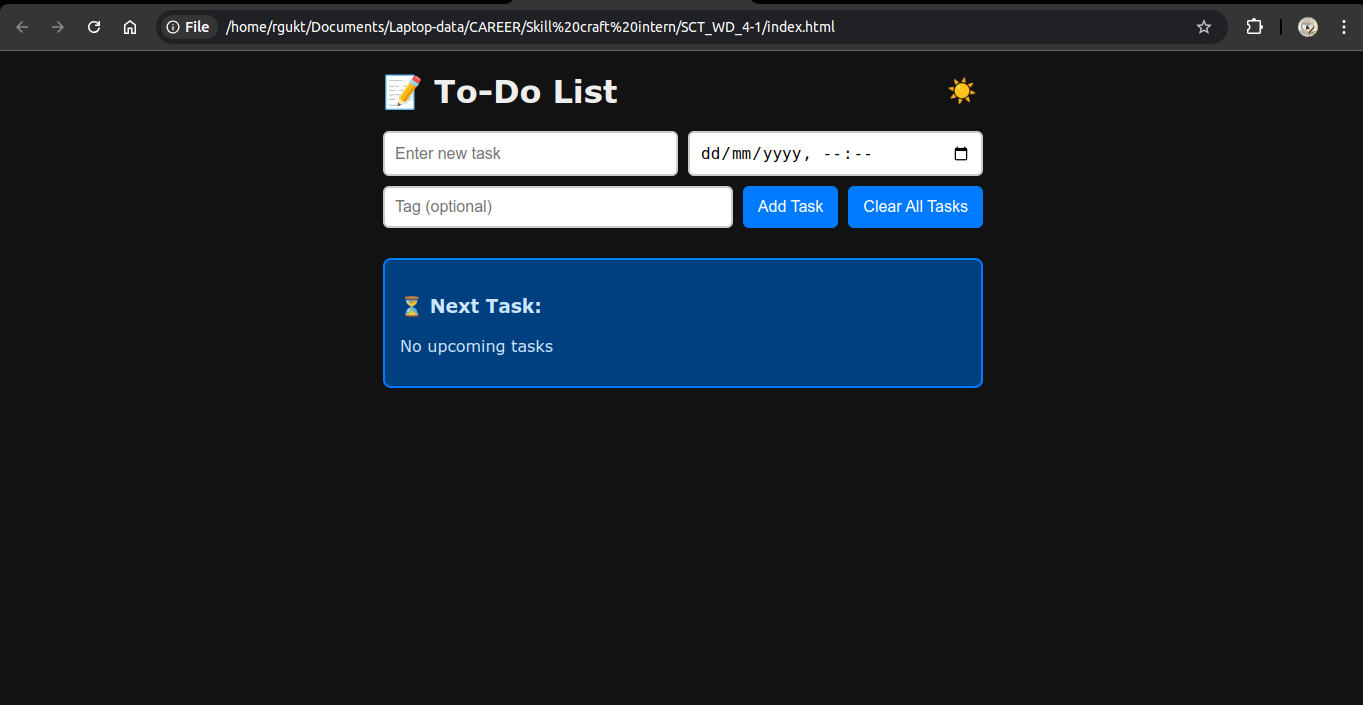 File /home/rgukt/Documents/Laptop-data/CAREER/Skill%20craft%20intern/SCT_WD_4-1/index.html
📝 To-Do List ☀️
Enter new task dd/mm/yyyy, --:--
Tag (optional) Add Task Clear All Tasks
⏳ Next Task:
No upcoming tasks